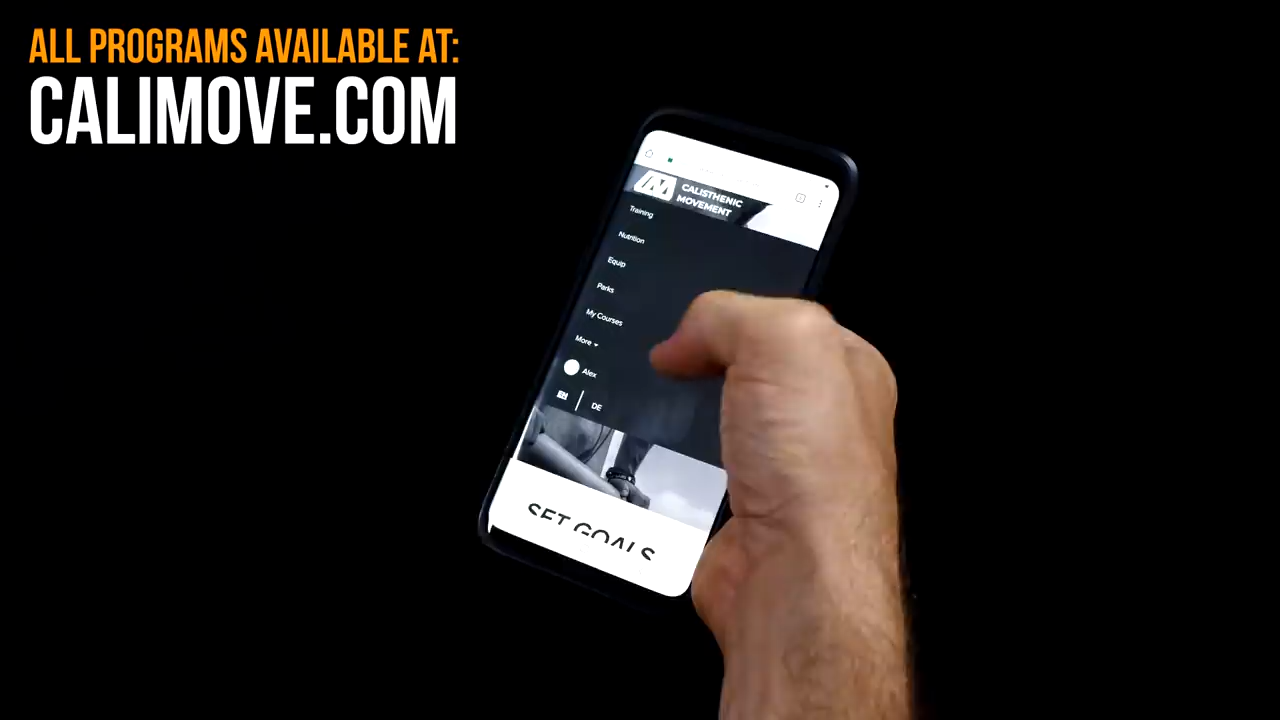 ALL PROGRAMS AVAILABLE AT:
CALIMOVE.COM
CALISTHENIC
MOVEMENT
Training
Nutrition
Equip
Parks
My Courses
More
Alex
EN | DE
SET GOALS